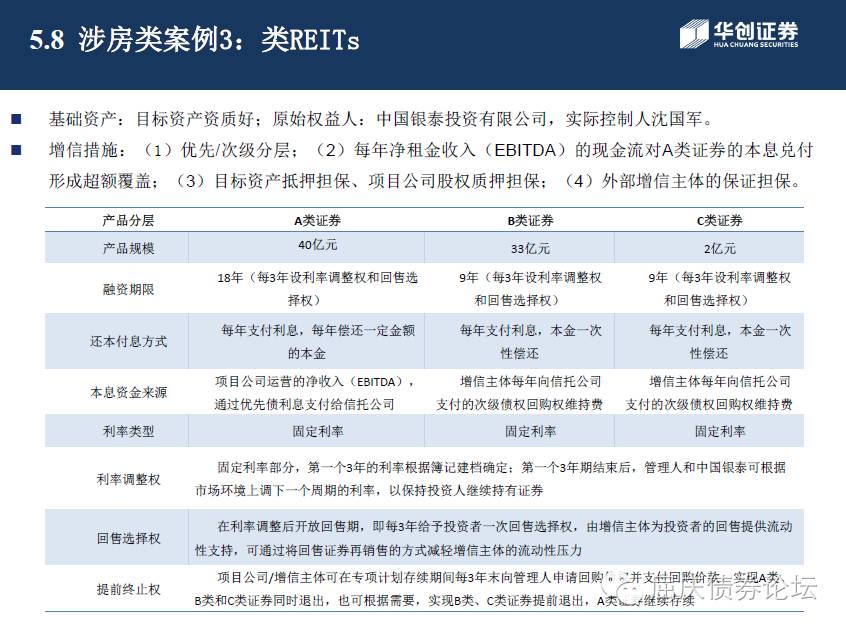 5.8 涉房类案例3：类REITs
华创证券
HUA CHUANG SECURITIES
基础资产：目标资产资质好；原始权益人：中国银泰投资有限公司，实际控制人沈国军。
增信措施：（1）优先/次级分层；（2）每年净租金收入（EBITDA）的现金流对A类证券的本息兑付
形成超额覆盖；（3）目标资产抵押担保、项目公司股权质押担保；（4）外部增信主体的保证担保。
产品分层 A类证券 B类证券 C类证券
产品规模 40亿元 33亿元 2亿元
融资期限
18年（每3年设利率调整权和回售选
择权）
9年（每3年设利率调整权
和回售选择权）
9年（每3年设利率调整权
和回售选择权）
还本付息方式
每年支付利息，每年偿还一定金额
的本金
每年支付利息，本金一次
性偿还
每年支付利息，本金一次
性偿还
本息资金来源
项目公司运营的净收入（EBITDA），
通过优先债利息支付给信托公司
增信主体每年向信托公司
支付的次级债权回购权维持费
增信主体每年向信托公司
支付的次级债权回购权维持费
利率类型 固定利率 固定利率 固定利率
利率调整权
固定利率部分，第一个3年的利率根据簿记建档确定；第一个3年期结束后，管理人和中国银泰可根据
市场环境上调下一个周期的利率，以保持投资人继续持有证券
回售选择权
在利率调整后开放回售期，即每3年给予投资者一次回售选择权，由增信主体为投资者的回售提供流动
性支持，可通过将回售证券再销售的方式减轻增信主体的流动性压力
提前终止权
项目公司/增信主体可在专项计划存续期间每3年末向管理人申请回购 并支付回购价款；实现A类、
B类和C类证券同时退出，也可根据需要，实现B类、C类证券提前退出，A类证券继续存续
屈庆债券论坛